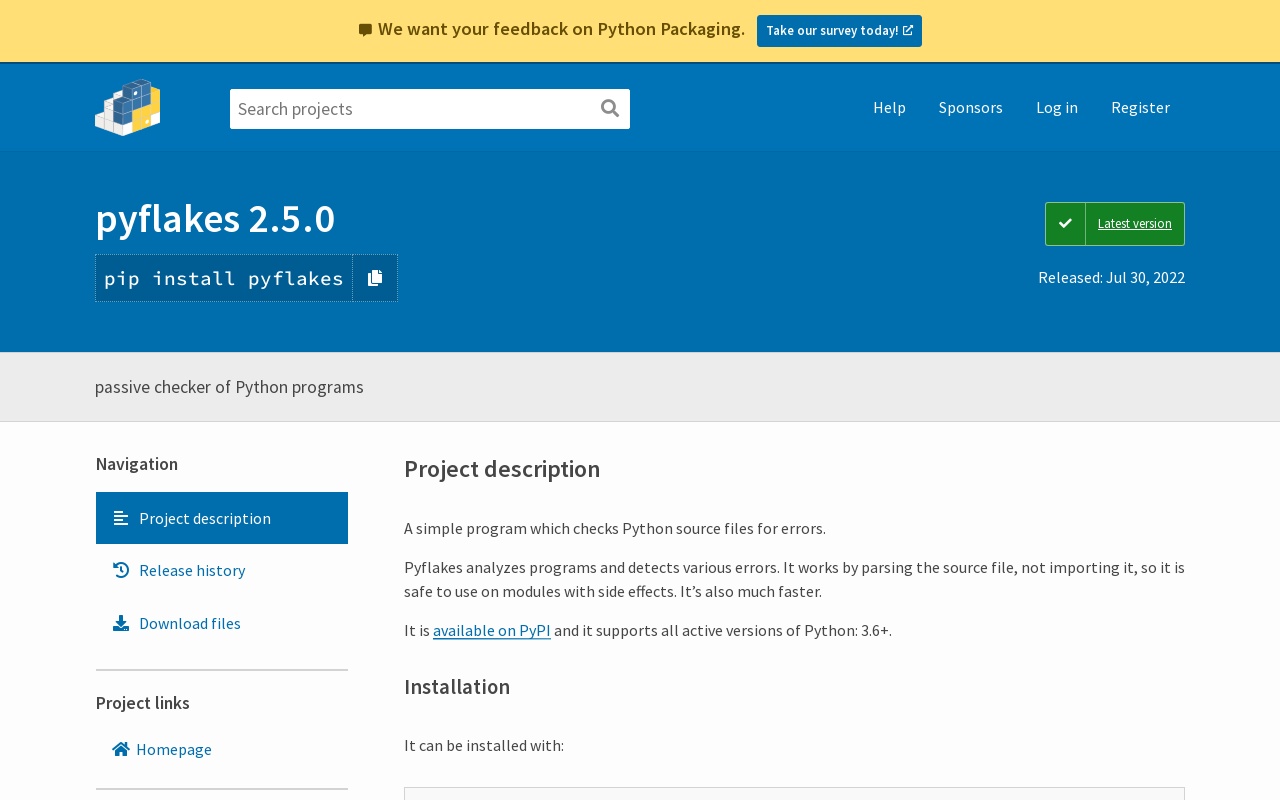 We want your feedback on Python Packaging.
Take our survey today!
Search projects
Help
Sponsors
Log in
Register
pyflakes 2.5.0
pip install pyflakes
Latest version
Released: Jul 30, 2022
passive checker of Python programs
Navigation
Project description
Release history
Download files
Project links
Homepage
Project description
A simple program which checks Python source files for errors.
Pyflakes analyzes programs and detects various errors. It works by parsing the source file, not importing it, so it is
safe to use on modules with side effects. It’s also much faster.
It is available on PyPI and it supports all active versions of Python: 3.6+.
Installation
It can be installed with: